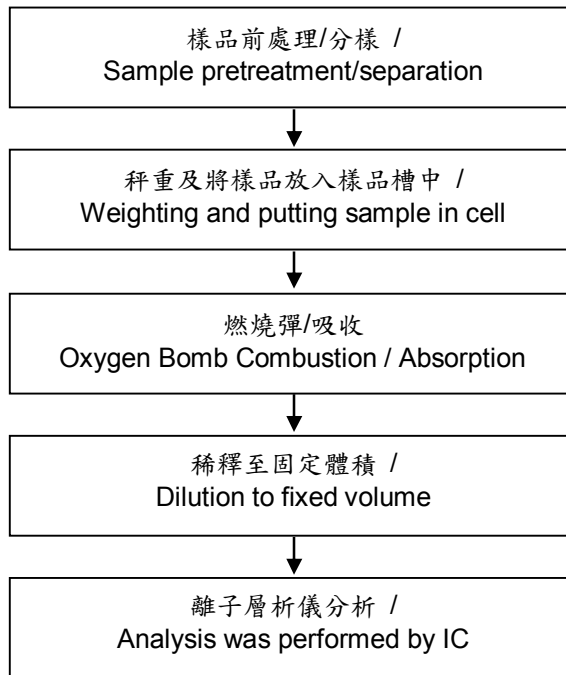 樣品前處理/分樣 /
Sample pretreatment/separation
秤重及將樣品放入樣品槽中 /
Weighting and putting sample in cell
燃燒彈/吸收
Oxygen Bomb Combustion / Absorption
稀釋至固定體積 /
Dilution to fixed volume
離子層析儀分析 /
Analysis was performed by IC